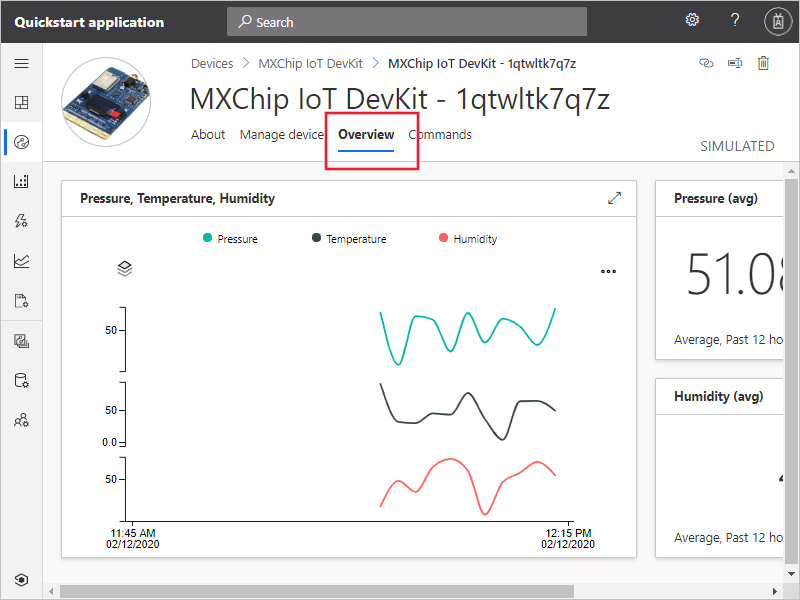 Quickstart application
Search
?
Devices > MXChip IoT DevKit > MXChip IoT DevKit - 1qtwltk7q7z
MXChip IoT DevKit - 1qtwltk7q7z
About Manage device Overview Commands
SIMULATED
Pressure, Temperature, Humidity
Pressure Temperature Humidity
50
50
0.0
50
11:45 AM
02/12/2020
12:15 PM
02/12/2020
Pressure (avg)
51.08
Average, Past 12 ho
Humidity (avg)
Average, Past 12 ho